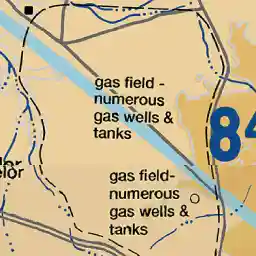 gas field -
numerous
gas wells &
tanks
84
gas field-
numerous
gas wells &
tanks